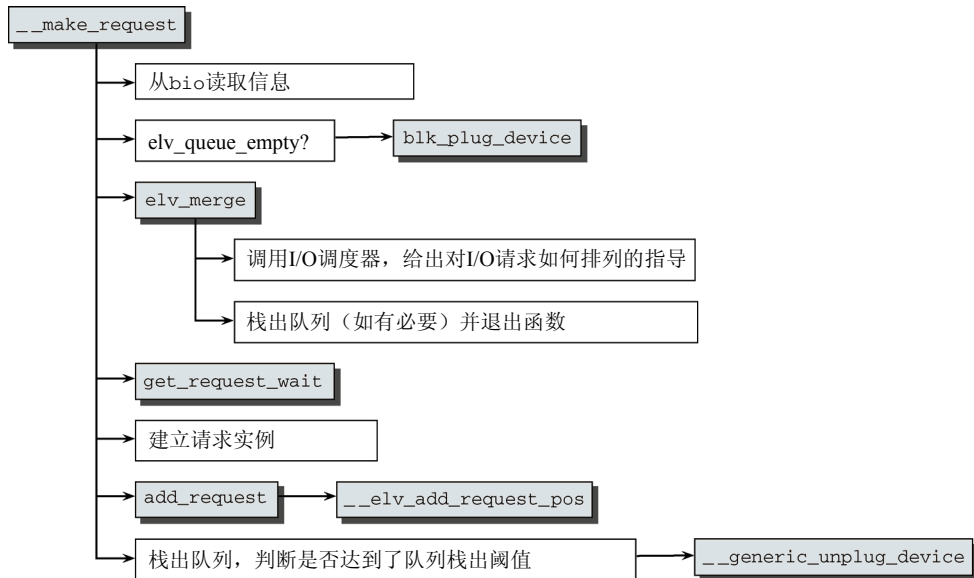 __make_request
从bio读取信息
elv_queue_empty?
blk_plug_device
elv_merge
调用I/O调度器，给出对I/O请求如何排列的指导
栈出队列（如有必要）并退出函数
get_request_wait
建立请求实例
add_request
__elv_add_request_pos
栈出队列，判断是否达到了队列栈出阈值
__generic_unplug_device